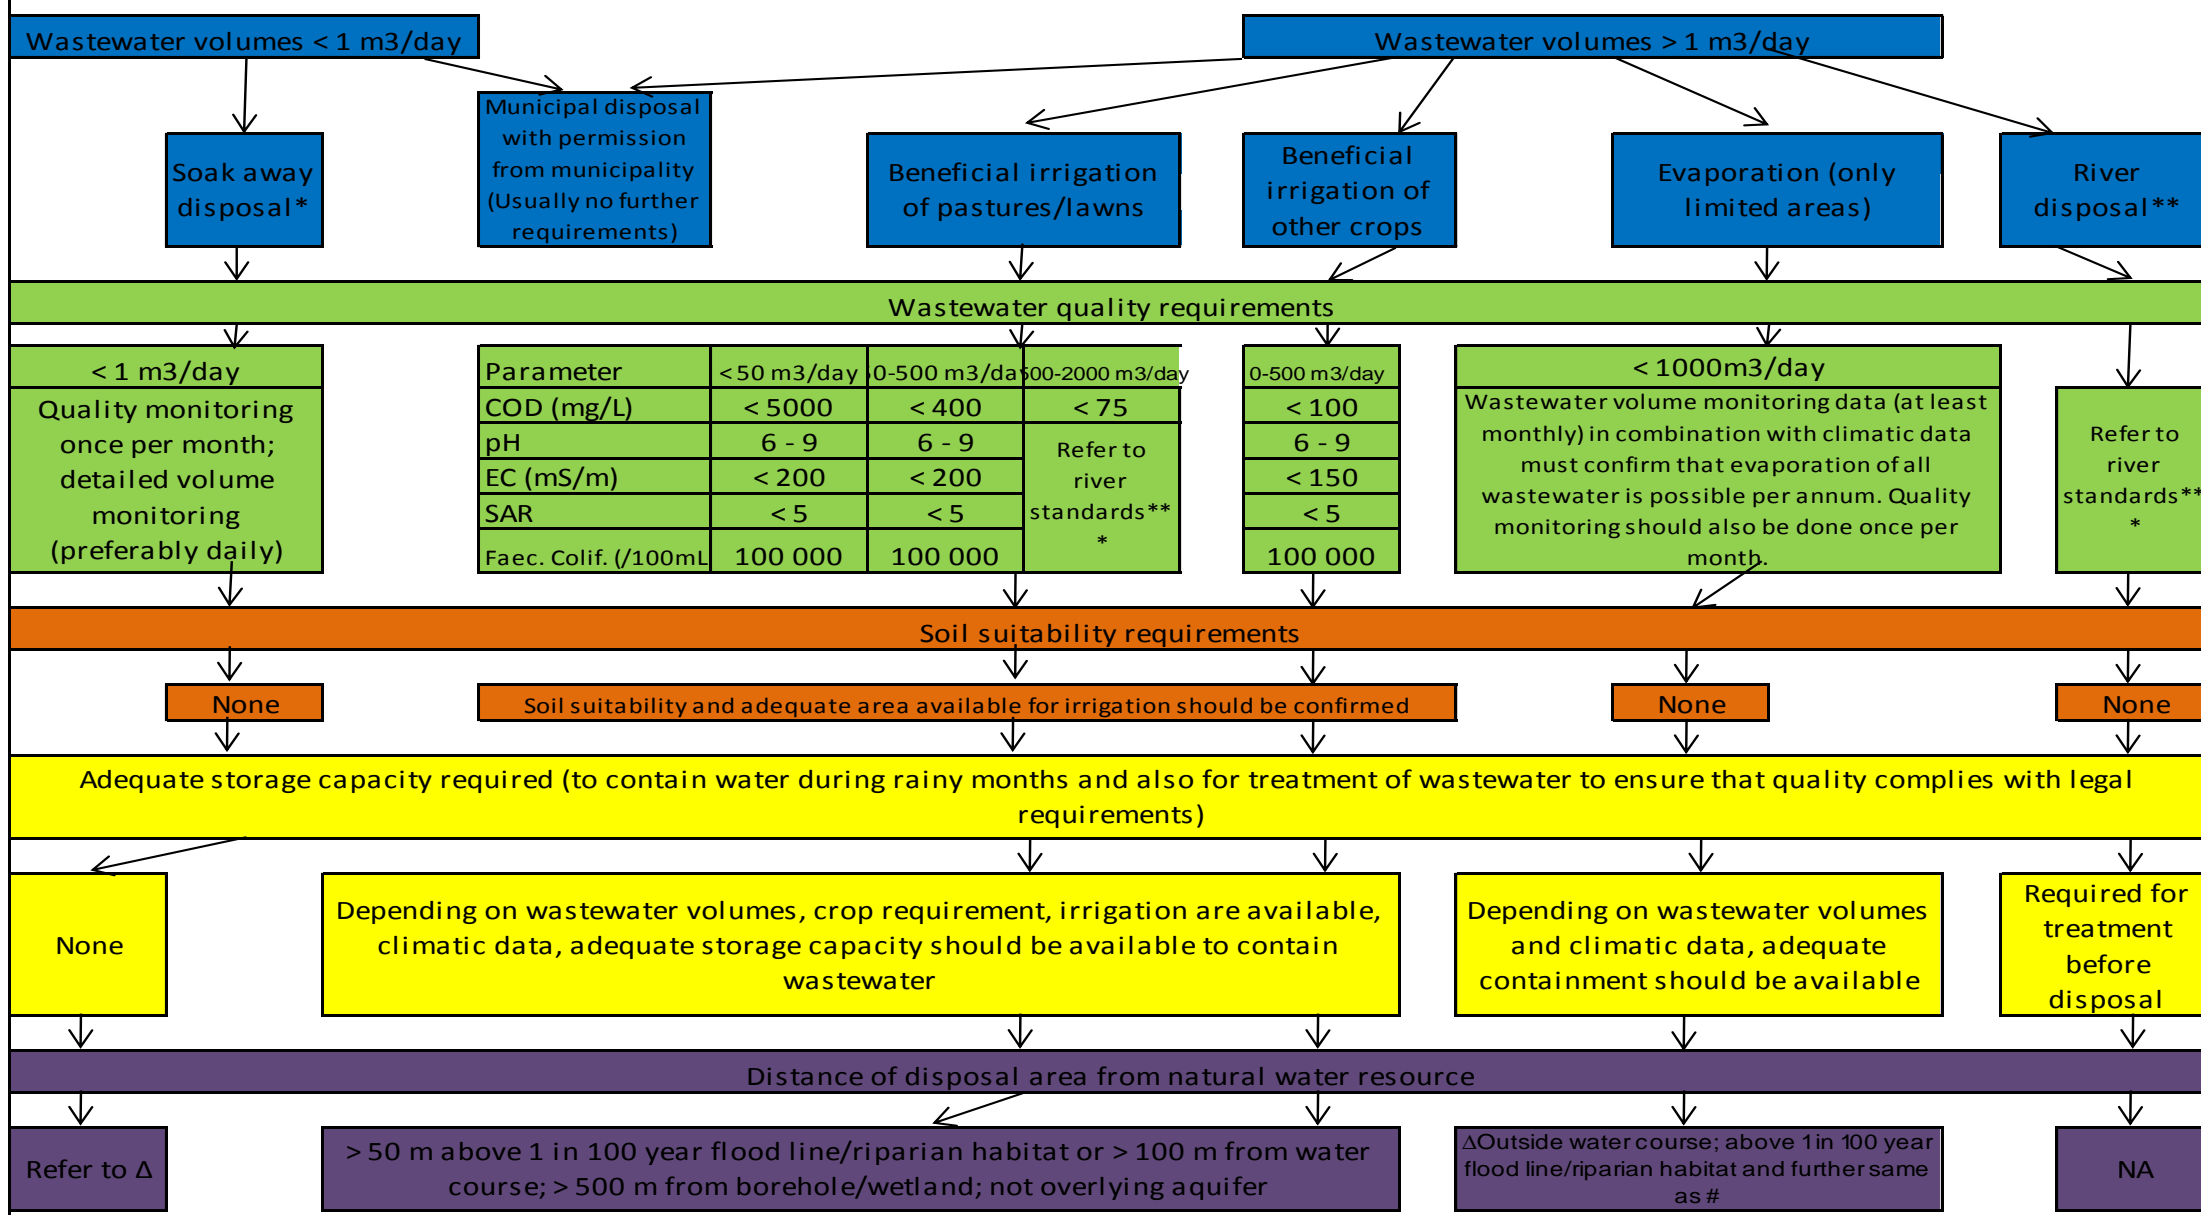 Wastewater volumes < 1 m3/day
Wastewater volumes > 1 m3/day
Soak away
disposal*
Municipal disposal
with permission
from municipality
(Usually no further
requirements)
Beneficial irrigation
of pastures/lawns
Beneficial
irrigation of
other crops
Evaporation (only
limited areas)
River
disposal**
Wastewater quality requirements
< 1 m3/day
Quality monitoring
once per month;
detailed volume
monitoring
(preferably daily)
Parameter < 50 m3/day 0-500 m3/day 500-2000 m3/day
COD (mg/L) < 5000 < 400 < 75
pH 6 - 9 6 - 9
EC (mS/m) < 200 < 200
SAR < 5 < 5
Faec. Colif. (/100mL 100 000 100 000
Refer to
river
standards**
*
0-500 m3/day
< 100
6 - 9
< 150
< 5
100 000
< 1000m3/day
Wastewater volume monitoring data (at least
monthly) in combination with climatic data
must confirm that evaporation of all
wastewater is possible per annum. Quality
monitoring should also be done once per
month.
Refer to
river
standards**
*
Soil suitability requirements
None
Soil suitability and adequate area available for irrigation should be confirmed
None
None
Adequate storage capacity required (to contain water during rainy months and also for treatment of wastewater to ensure that quality complies with legal
requirements)
None
Depending on wastewater volumes, crop requirement, irrigation are available,
climatic data, adequate storage capacity should be available to contain
wastewater
Depending on wastewater volumes
and climatic data, adequate
containment should be available
Required for
treatment
before
disposal
Distance of disposal area from natural water resource
Refer to Δ
> 50 m above 1 in 100 year flood line/riparian habitat or > 100 m from water
course; > 500 m from borehole/wetland; not overlying aquifer
ΔOutside water course; above 1 in 100 year
flood line/riparian habitat and further same
as #
NA